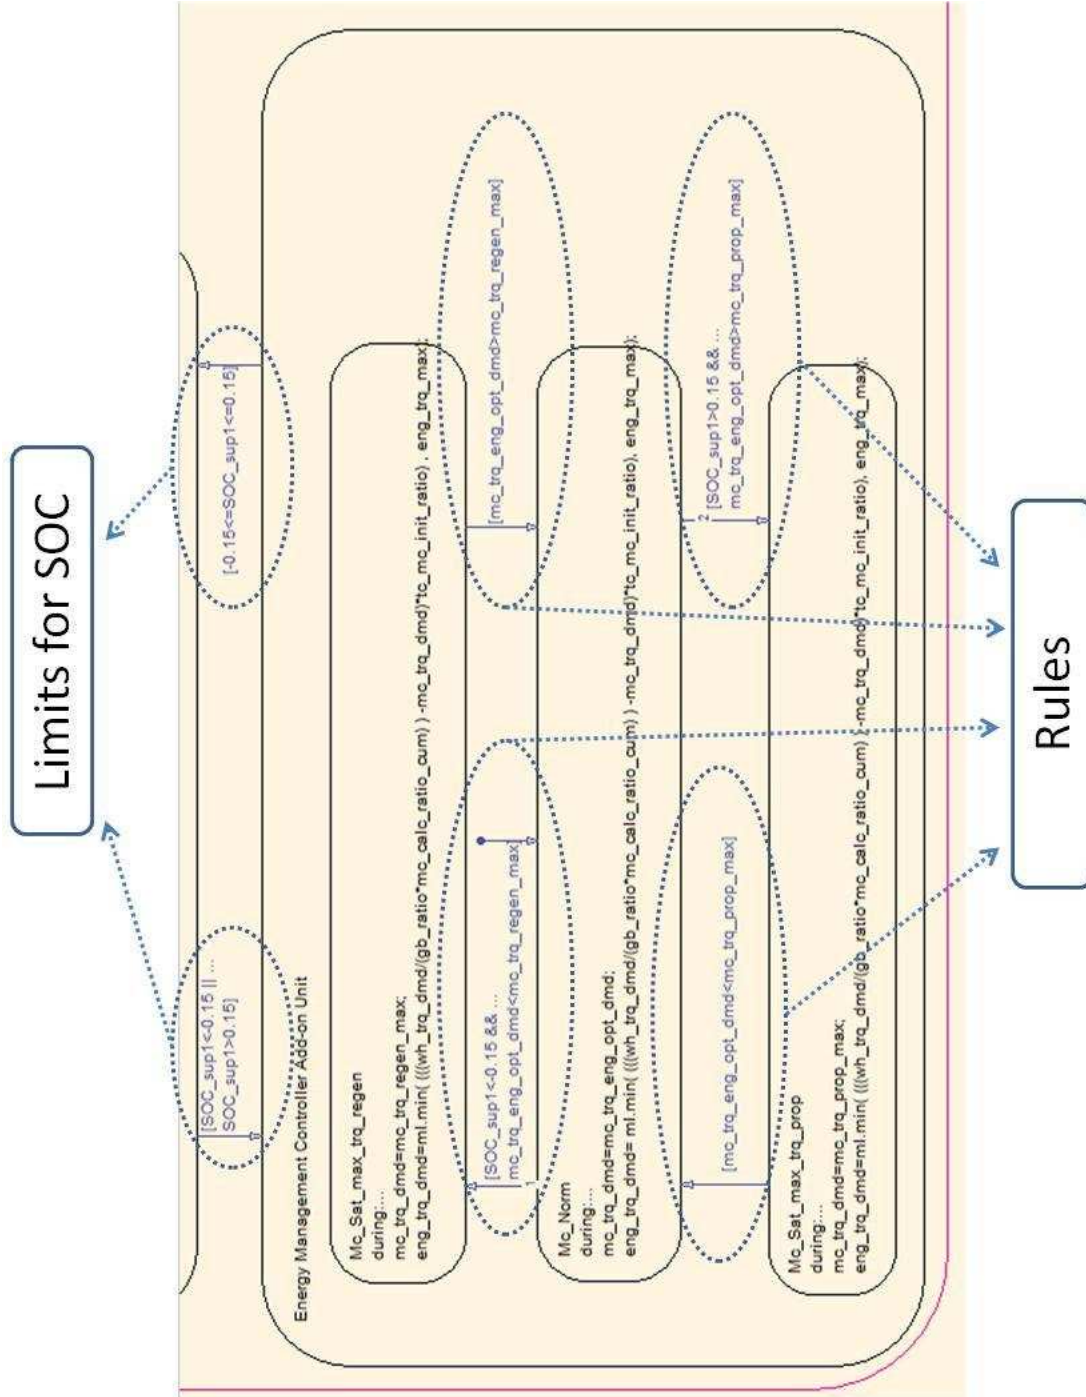 Limits for SOC
[SOC_sup1<-0.15 || ...
SOC_sup1>0.15]
[-0.15<=SOC_sup1<=0.15]
Energy Management Controller Add-on Unit
Mc_Sat_max_trq_regen
during:...
mc_trq_dmd=mc_trq_regen_max;
eng_trq_dmd=ml.min( (((wh_trq_dmd/(gb_ratio*mc_calc_ratio_cum) ) -mc_trq_dmd)*tc_mc_init_ratio) , eng_trq_max);
[SOC_sup1<-0.15 && ...
mc_trq_eng_opt_dmd<mc_trq_regen_max]
1
[mc_trq_eng_opt_dmd>mc_trq_regen_max]
Mc_Norm
during:...
mc_trq_dmd=mc_trq_eng_opt_dmd;
eng_trq_dmd= ml.min( (((wh_trq_dmd/(gb_ratio*mc_calc_ratio_cum) ) -mc_trq_dmd)*tc_mc_init_ratio), eng_trq_max);
[mc_trq_eng_opt_dmd<mc_trq_prop_max]
2
[SOC_sup1>0.15 && ...
mc_trq_eng_opt_dmd>mc_trq_prop_max]
Mc_Sat_max_trq_prop
during:...
mc_trq_dmd=mc_trq_prop_max;
eng_trq_dmd=ml.min( (((wh_trq_dmd/(gb_ratio*mc_calc_ratio_cum) ) -mc_trq_dmd)*tc_mc_init_ratio), eng_trq_max);
Rules